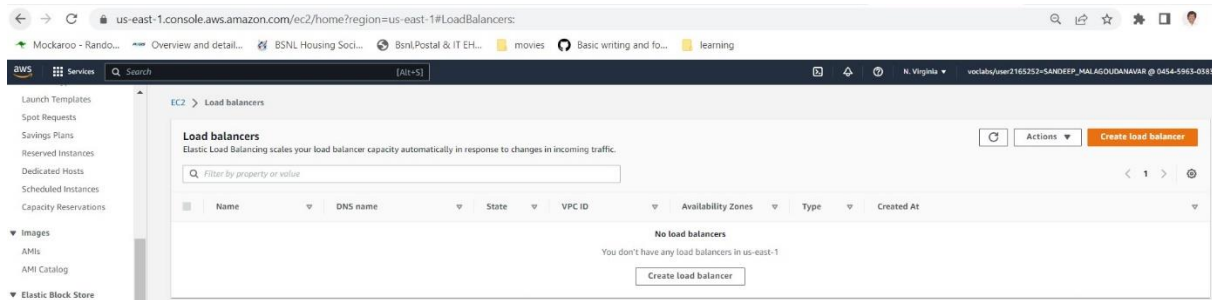 us-east-1.console.aws.amazon.com/ec2/home?region=us-east-1#LoadBalancers:
Mockaroo - Rando... Overview and detail... BSNL Housing Soci... Bsnl,Postal & IT EH... movies Basic writing and fo... learning
aws Services Search [Alt+S] N. Virginia voclabs/user2165252=SANDEEP_MALAGOUDANAVAR @ 0454-5963-0383
Launch Templates
Spot Requests
Savings Plans
Reserved Instances
Dedicated Hosts
Scheduled Instances
Capacity Reservations
Images
AMIs
AMI Catalog
Elastic Block Store
EC2 > Load balancers
Load balancers
Actions Create load balancer
Elastic Load Balancing scales your load balancer capacity automatically in response to changes in incoming traffic.
Filter by property or value
< 1 >
Name DNS name State VPC ID Availability Zones Type Created At
No load balancers
You don't have any load balancers in us-east-1
Create load balancer